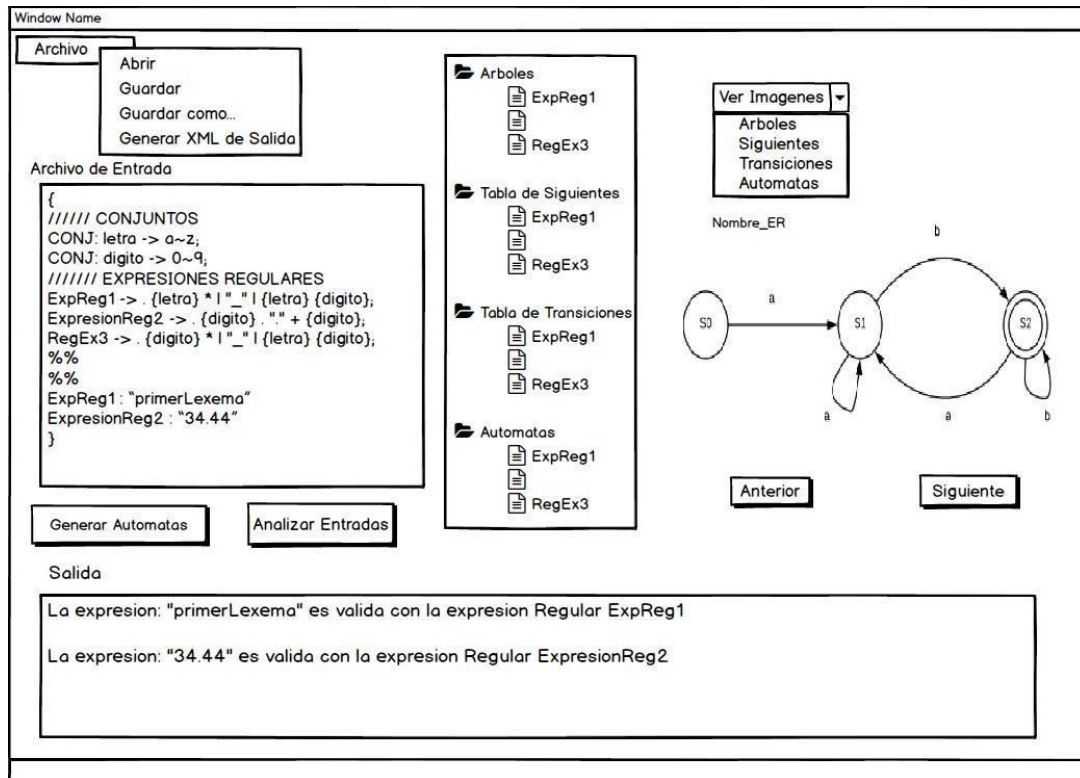 Window Name
Archivo
Abrir
Guardar
Guardar como...
Generar XML de Salida
Archivo de Entrada
{
////// CONJUNTOS
CONJ: letra -> a~z;
CONJ: digito -> 0~9;
/////// EXPRESIONES REGULARES
ExpReg1 -> . {letra} * | "_" | {letra} {digito};
ExpresionReg2 -> . {digito} . "." + {digito};
RegEx3 -> . {digito} * | "_" | {letra} {digito};
%%
%%
ExpReg1 : "primerLexema"
ExpresionReg2 : "34.44"
}
Generar Automatas
Analizar Entradas
Arboles
ExpReg1
RegEx3
Tabla de Siguientes
ExpReg1
RegEx3
Tabla de Transiciones
ExpReg1
RegEx3
Automatas
ExpReg1
RegEx3
Ver Imagenes
Arboles
Siguientes
Transiciones
Automatas
Nombre_ER
b
a
S0
S1
S2
a
a
b
Anterior
Siguiente
Salida
La expresion: "primerLexema" es valida con la expresion Regular ExpReg1
La expresion: "34.44" es valida con la expresion Regular ExpresionReg2